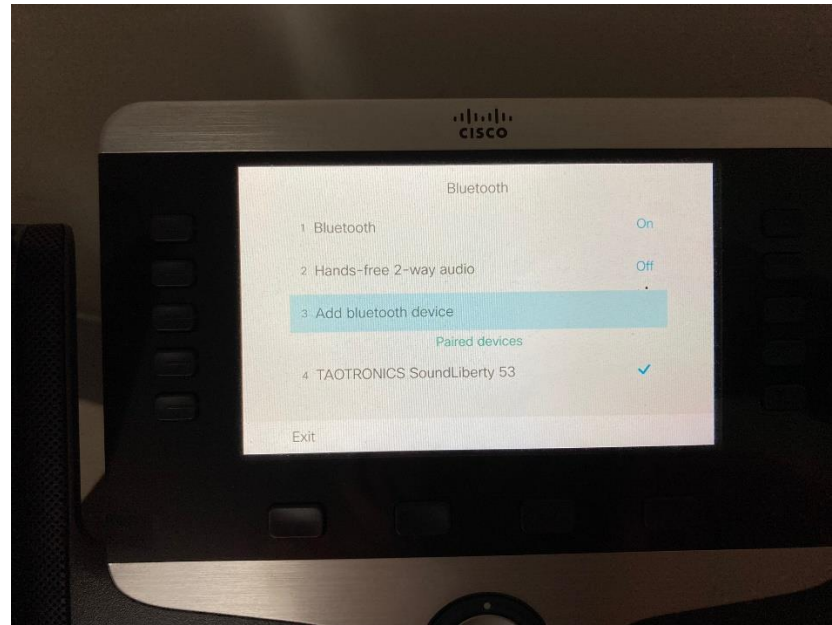 CISCO
Bluetooth
1 Bluetooth On
2 Hands-free 2-way audio Off
3 Add bluetooth device
Paired devices
4 TAOTRONICS SoundLiberty 53
Exit